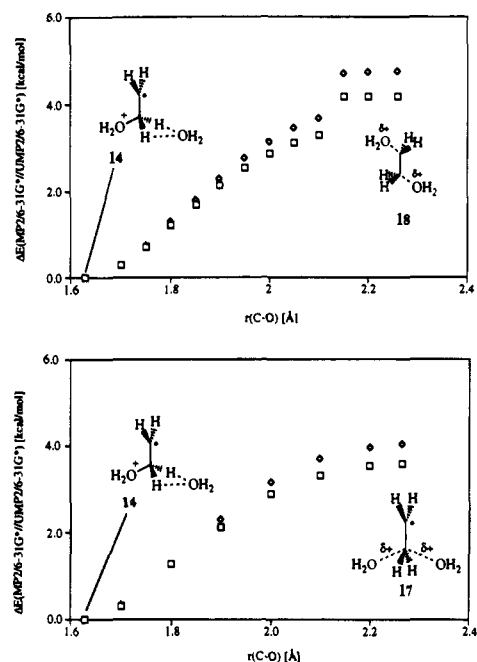 ΔE(MP2/6-31G*//UMP2/6-31G*) [kcal/mol]
6.0
4.0
2.0
0.0
1.6 1.8 2 2.2 2.4
r(C-O) [Å]
H H
H₂O + H
H OH₂
14
δ+
H₂O H
H
H δ+
H OH₂
18
ΔE(MP2/6-31G*//UMP2/6-31G*) [kcal/mol]
6.0
4.0
2.0
0.0
1.6 1.8 2 2.2 2.4
r(C-O) [Å]
H H
H₂O + H
H OH₂
14
H H
δ+ δ+
H₂O H H OH₂
17